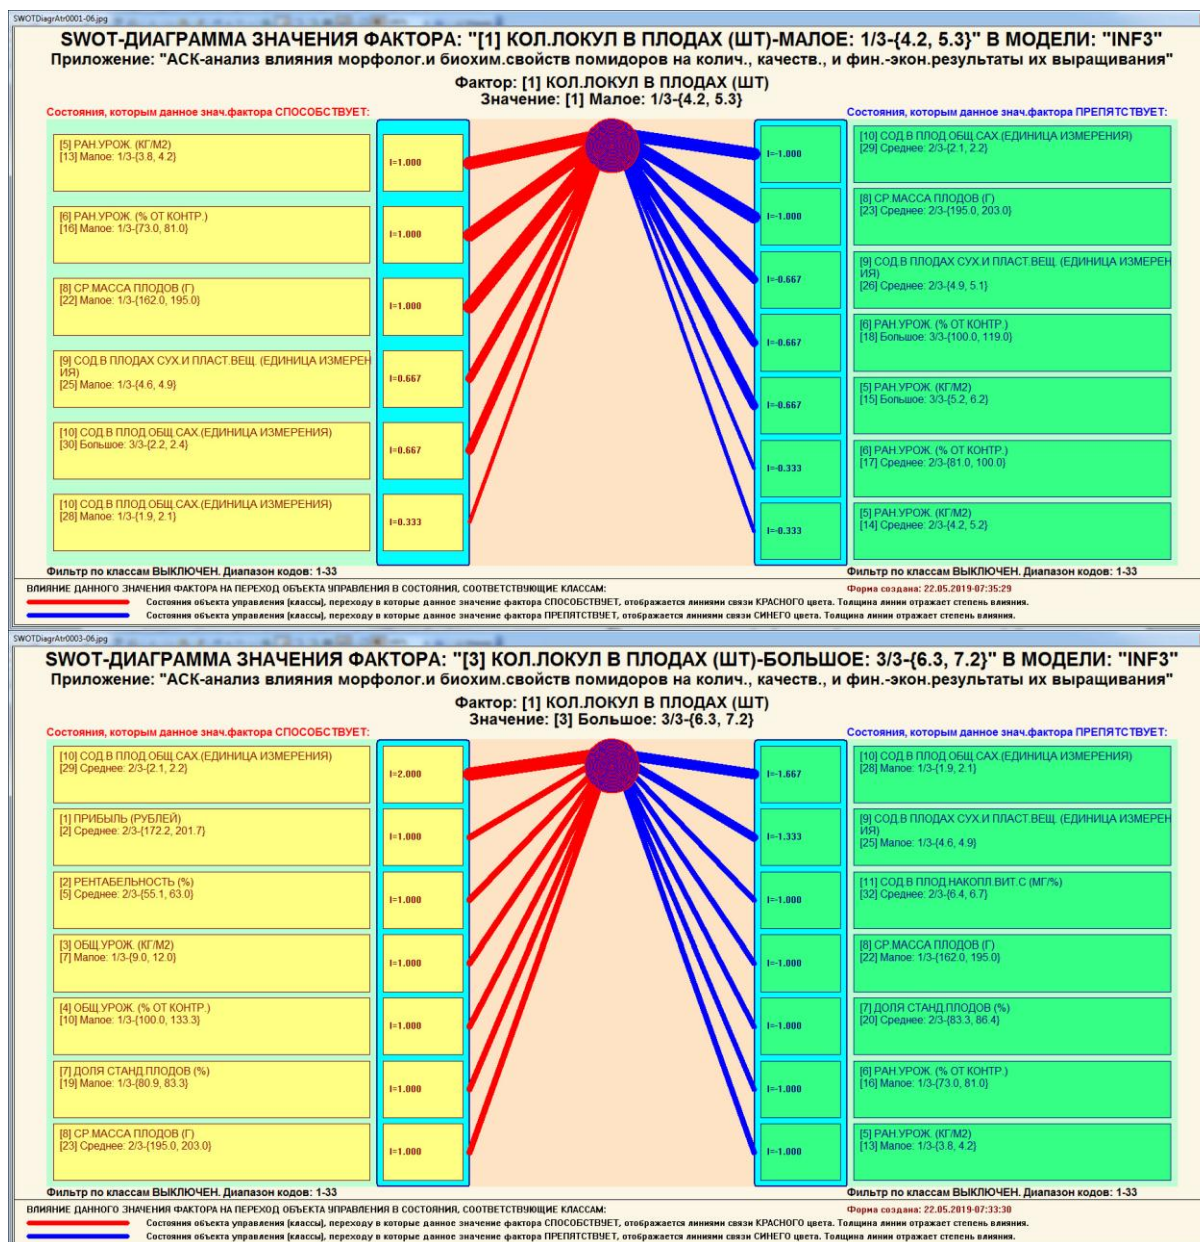 SWOTDiagrAtr0001-06.jpg
SWOT-ДИАГРАММА ЗНАЧЕНИЯ ФАКТОРА: "[1] КОЛ.ЛОКУЛ В ПЛОДАХ (ШТ)-МАЛОЕ: 1/3-{4.2, 5.3}" В МОДЕЛИ: "INF3"
Приложение: "АСК-анализ влияния морфолог.и биохим.свойств помидоров на колич., качеств., и фин.-экон.результаты их выращивания"
Фактор: [1] КОЛ.ЛОКУЛ В ПЛОДАХ (ШТ)
Значение: [1] Малое: 1/3-{4.2, 5.3}
Состояния, которым данное знач.фактора СПОСОБСТВУЕТ:
[5] РАН.УРОЖ. (КГ/М2)
[13] Малое: 1/3-{3.8, 4.2}
I=1.000
[6] РАН.УРОЖ. (% ОТ КОНТР.)
[16] Малое: 1/3-{73.0, 81.0}
I=1.000
[8] СР.МАССА ПЛОДОВ (Г)
[22] Малое: 1/3-{162.0, 195.0}
I=1.000
[9] СОД.В ПЛОДАХ СУХ.И ПЛАСТ.ВЕЩ. (ЕДИНИЦА ИЗМЕРЕН
ИЯ)
[25] Малое: 1/3-{4.6, 4.9}
I=0.667
[10] СОД.В ПЛОД.ОБЩ.САХ.(ЕДИНИЦА ИЗМЕРЕНИЯ)
[30] Большое: 3/3-{2.2, 2.4}
I=0.667
[10] СОД.В ПЛОД.ОБЩ.САХ.(ЕДИНИЦА ИЗМЕРЕНИЯ)
[28] Малое: 1/3-{1.9, 2.1}
I=0.333
Состояния, которым данное знач.фактора ПРЕПЯТСТВУЕТ:
I=-1.000
[10] СОД.В ПЛОД.ОБЩ.САХ.(ЕДИНИЦА ИЗМЕРЕНИЯ)
[29] Среднее: 2/3-{2.1, 2.2}
I=-1.000
[8] СР.МАССА ПЛОДОВ (Г)
[23] Среднее: 2/3-{195.0, 203.0}
I=-0.667
[9] СОД.В ПЛОДАХ СУХ.И ПЛАСТ.ВЕЩ. (ЕДИНИЦА ИЗМЕРЕН
ИЯ)
[26] Среднее: 2/3-{4.9, 5.1}
I=-0.667
[6] РАН.УРОЖ. (% ОТ КОНТР.)
[18] Большое: 3/3-{100.0, 119.0}
I=-0.667
[5] РАН.УРОЖ. (КГ/М2)
[15] Большое: 3/3-{5.2, 6.2}
I=-0.333
[6] РАН.УРОЖ. (% ОТ КОНТР.)
[17] Среднее: 2/3-{81.0, 100.0}
I=-0.333
[5] РАН.УРОЖ. (КГ/М2)
[14] Среднее: 2/3-{4.2, 5.2}
Фильтр по классам ВЫКЛЮЧЕН. Диапазон кодов: 1-33
Фильтр по классам ВЫКЛЮЧЕН. Диапазон кодов: 1-33
ВЛИЯНИЕ ДАННОГО ЗНАЧЕНИЯ ФАКТОРА НА ПЕРЕХОД ОБЪЕКТА УПРАВЛЕНИЯ В СОСТОЯНИЯ, СООТВЕТСТВУЮЩИЕ КЛАССАМ:
Форма создана: 22.05.2019-07:35:29
Состояния объекта управления [классы], переходу в которые данное значение фактора СПОСОБСТВУЕТ, отображается линиями связи КРАСНОГО цвета. Толщина линии отражает степень влияния.
Состояния объекта управления [классы], переходу в которые данное значение фактора ПРЕПЯТСТВУЕТ, отображается линиями связи СИНЕГО цвета. Толщина линии отражает степень влияния.
SWOTDiagrAtr0003-06.jpg
SWOT-ДИАГРАММА ЗНАЧЕНИЯ ФАКТОРА: "[3] КОЛ.ЛОКУЛ В ПЛОДАХ (ШТ)-БОЛЬШОЕ: 3/3-{6.3, 7.2}" В МОДЕЛИ: "INF3"
Приложение: "АСК-анализ влияния морфолог.и биохим.свойств помидоров на колич., качеств., и фин.-экон.результаты их выращивания"
Фактор: [1] КОЛ.ЛОКУЛ В ПЛОДАХ (ШТ)
Значение: [3] Большое: 3/3-{6.3, 7.2}
Состояния, которым данное знач.фактора СПОСОБСТВУЕТ:
[10] СОД.В ПЛОД.ОБЩ.САХ.(ЕДИНИЦА ИЗМЕРЕНИЯ)
[29] Среднее: 2/3-{2.1, 2.2}
I=2.000
[1] ПРИБЫЛЬ (РУБЛЕЙ)
[2] Среднее: 2/3-{172.2, 201.7}
I=1.000
[2] РЕНТАБЕЛЬНОСТЬ (%)
[5] Среднее: 2/3-{55.1, 63.0}
I=1.000
[3] ОБЩ.УРОЖ. (КГ/М2)
[7] Малое: 1/3-{9.0, 12.0}
I=1.000
[4] ОБЩ.УРОЖ. (% ОТ КОНТР.)
[10] Малое: 1/3-{100.0, 133.3}
I=1.000
[7] ДОЛЯ СТАНД.ПЛОДОВ (%)
[19] Малое: 1/3-{80.9, 83.3}
I=1.000
[8] СР.МАССА ПЛОДОВ (Г)
[23] Среднее: 2/3-{195.0, 203.0}
I=1.000
Состояния, которым данное знач.фактора ПРЕПЯТСТВУЕТ:
I=-1.667
[10] СОД.В ПЛОД.ОБЩ.САХ.(ЕДИНИЦА ИЗМЕРЕНИЯ)
[28] Малое: 1/3-{1.9, 2.1}
I=-1.333
[9] СОД.В ПЛОДАХ СУХ.И ПЛАСТ.ВЕЩ. (ЕДИНИЦА ИЗМЕРЕН
ИЯ)
[25] Малое: 1/3-{4.6, 4.9}
I=-1.000
[11] СОД.В ПЛОД.НАКОПЛ.ВИТ.С (МГ/%)
[32] Среднее: 2/3-{6.4, 6.7}
I=-1.000
[8] СР.МАССА ПЛОДОВ (Г)
[22] Малое: 1/3-{162.0, 195.0}
I=-1.000
[7] ДОЛЯ СТАНД.ПЛОДОВ (%)
[20] Среднее: 2/3-{83.3, 86.4}
I=-1.000
[6] РАН.УРОЖ. (% ОТ КОНТР.)
[16] Малое: 1/3-{73.0, 81.0}
I=-1.000
[5] РАН.УРОЖ. (КГ/М2)
[13] Малое: 1/3-{3.8, 4.2}
Фильтр по классам ВЫКЛЮЧЕН. Диапазон кодов: 1-33
Фильтр по классам ВЫКЛЮЧЕН. Диапазон кодов: 1-33
ВЛИЯНИЕ ДАННОГО ЗНАЧЕНИЯ ФАКТОРА НА ПЕРЕХОД ОБЪЕКТА УПРАВЛЕНИЯ В СОСТОЯНИЯ, СООТВЕТСТВУЮЩИЕ КЛАССАМ:
Форма создана: 22.05.2019-07:33:30
Состояния объекта управления [классы], переходу в которые данное значение фактора СПОСОБСТВУЕТ, отображается линиями связи КРАСНОГО цвета. Толщина линии отражает степень влияния.
Состояния объекта управления [классы], переходу в которые данное значение фактора ПРЕПЯТСТВУЕТ, отображается линиями связи СИНЕГО цвета. Толщина линии отражает степень влияния.